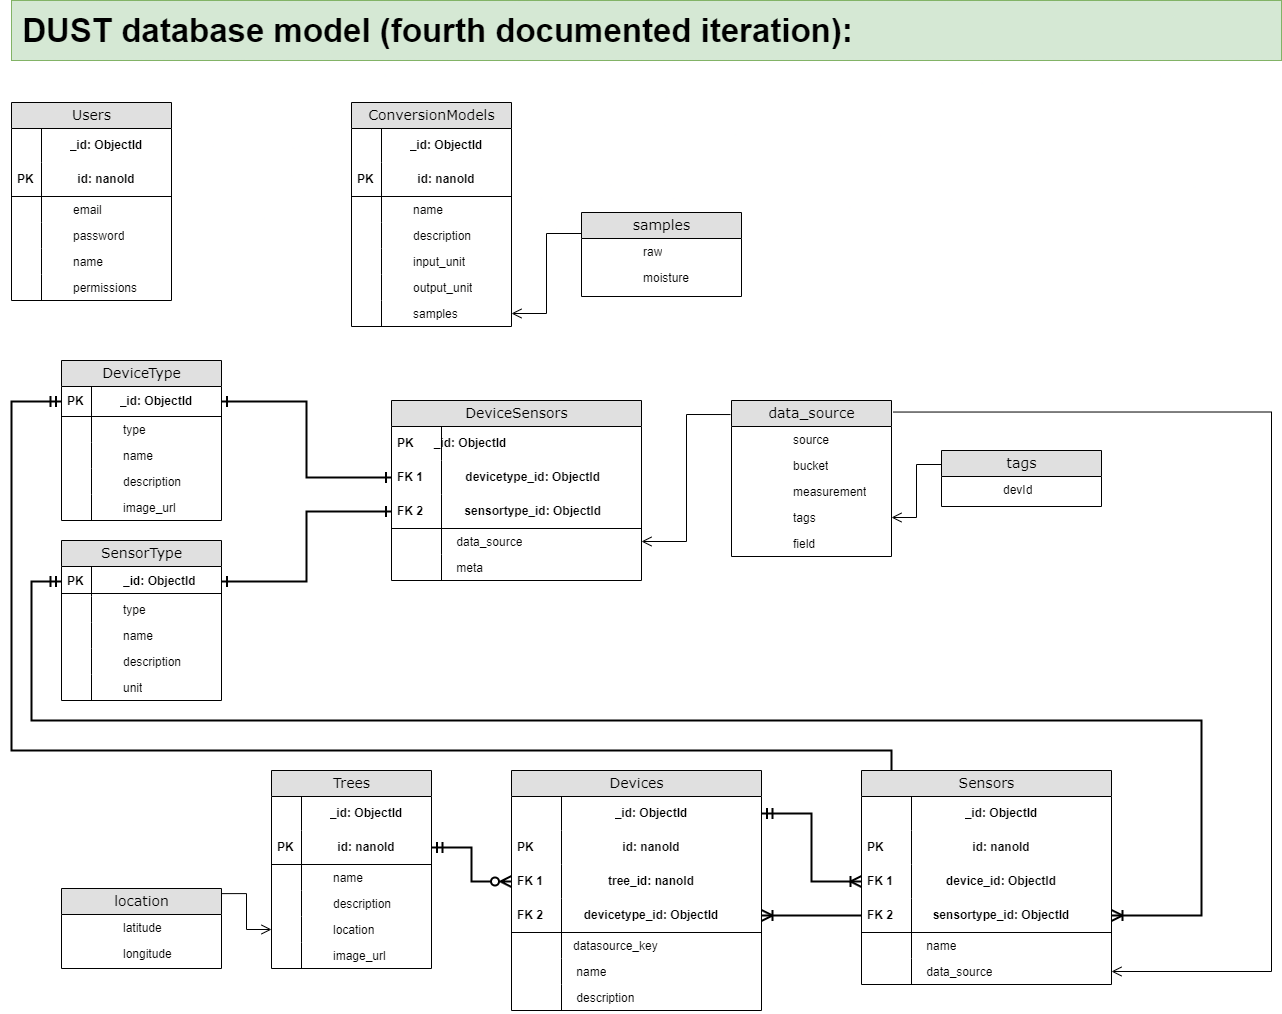 DUST database model (fourth documented iteration):
Users
_id: ObjectId
PK id: nanoId
email
password
name
permissions
ConversionModels
_id: ObjectId
PK id: nanoId
name
description
input_unit
output_unit
samples
samples
raw
moisture
DeviceType
PK _id: ObjectId
type
name
description
image_url
DeviceSensors
PK _id: ObjectId
FK 1 devicetype_id: ObjectId
FK 2 sensortype_id: ObjectId
data_source
meta
data_source
source
bucket
measurement
tags
field
tags
devId
SensorType
PK _id: ObjectId
type
name
description
unit
location
latitude
longitude
Trees
_id: ObjectId
PK id: nanoId
name
description
location
image_url
Devices
_id: ObjectId
PK id: nanoId
FK 1 tree_id: nanoId
FK 2 devicetype_id: ObjectId
datasource_key
name
description
Sensors
_id: ObjectId
PK id: nanoId
FK 1 device_id: ObjectId
FK 2 sensortype_id: ObjectId
name
data_source